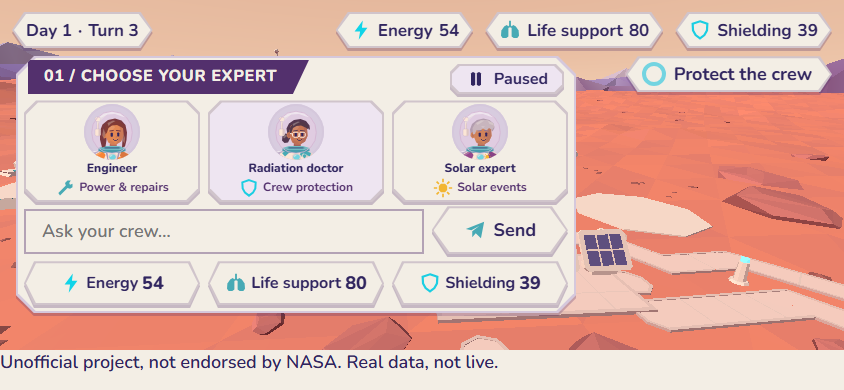 Day 1 · Turn 3
Energy 54
Life support 80
Shielding 39
Protect the crew
01 / CHOOSE YOUR EXPERT
Paused
Engineer
Power & repairs
Radiation doctor
Crew protection
Solar expert
Solar events
Ask your crew...
Send
Energy 54
Life support 80
Shielding 39
Unofficial project, not endorsed by NASA. Real data, not live.